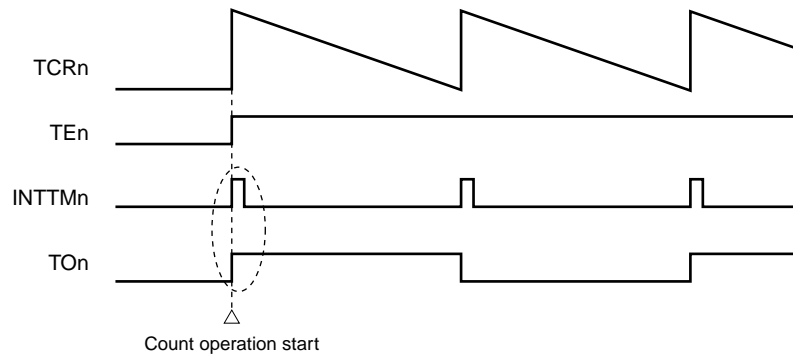 TCRn
TEn
INTTMn
TOn
Count operation start